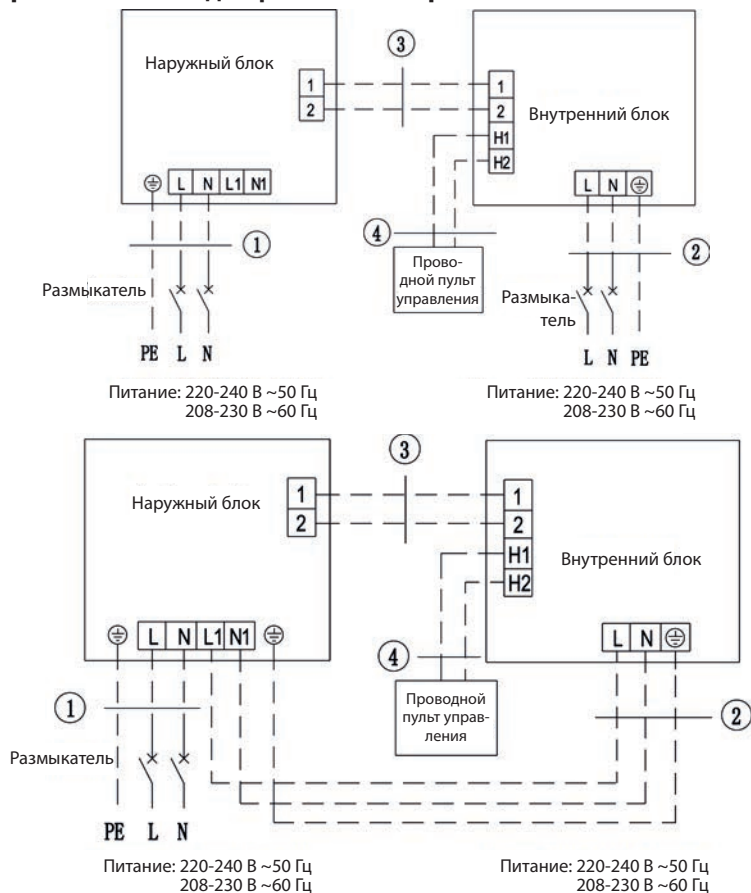 Наружный блок
1
2
3
1
2
H1
H2
Внутренний блок
L N L1 N1
L N
1
4
Прово-
дной пульт
управления
2
Размыкатель
Размыка-
тель
PE L N
L N PE
Питание: 220-240 В ~50 Гц
208-230 В ~60 Гц
Питание: 220-240 В ~50 Гц
208-230 В ~60 Гц
Наружный блок
1
2
3
1
2
H1
H2
Внутренний блок
L N L1 N1
L N
1
4
Проводной
пульт управ-
ления
2
Размыкатель
PE L N
Питание: 220-240 В ~50 Гц
208-230 В ~60 Гц
Питание: 220-240 В ~50 Гц
208-230 В ~60 Гц